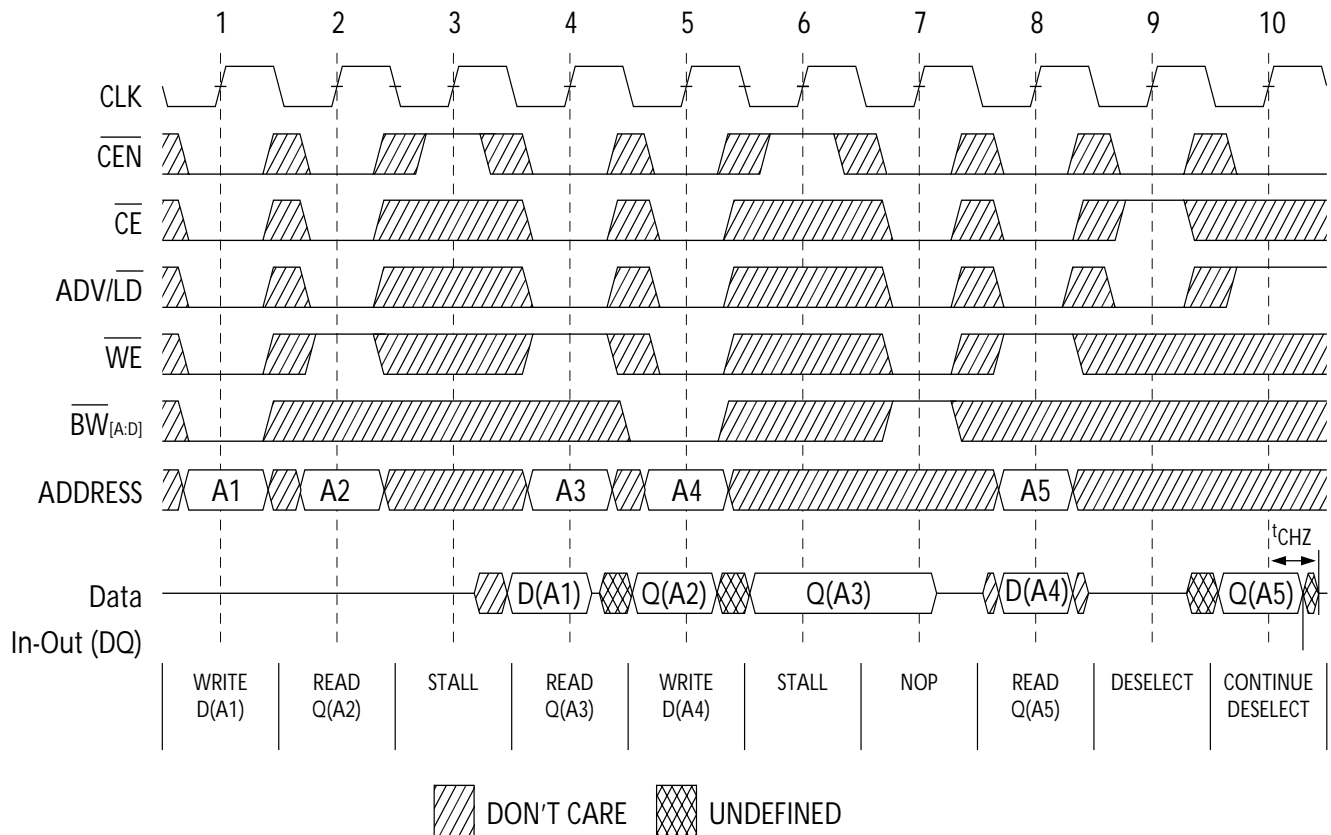 1 2 3 4 5 6 7 8 9 10
CLK
CEN
CE
ADV/LD
WE
BW[A:D]
ADDRESS A1 A2 A3 A4 A5
tCHZ
Data D(A1) Q(A2) Q(A3) D(A4) Q(A5)
In-Out (DQ)
WRITE READ STALL READ WRITE STALL NOP READ DESELECT CONTINUE
D(A1) Q(A2) Q(A3) D(A4) Q(A5) DESELECT
DON'T CARE UNDEFINED